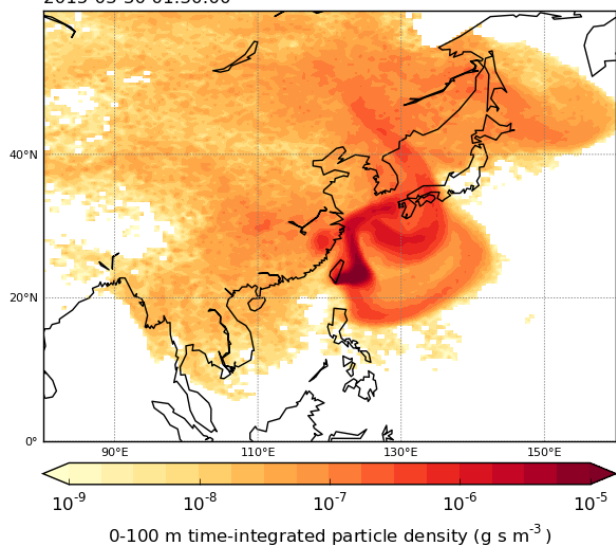 40°N
20°N
0°
90°E 110°E 130°E 150°E
10⁻⁹ 10⁻⁸ 10⁻⁷ 10⁻⁶ 10⁻⁵
0-100 m time-integrated particle density (g s m⁻³)